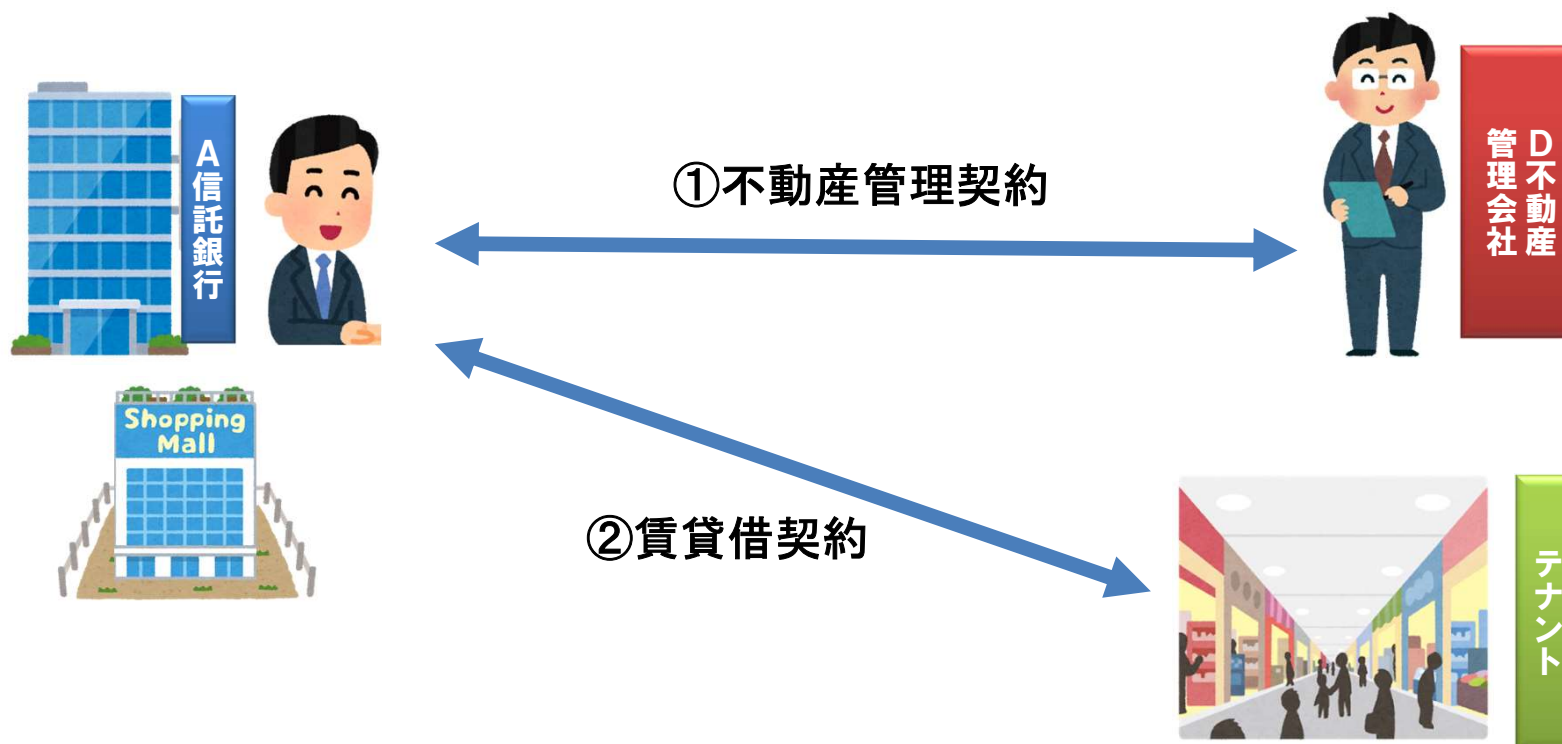 A信託銀行
①不動産管理契約
D不動産
管理会社
Shopping
Mall
②賃貸借契約
テナント